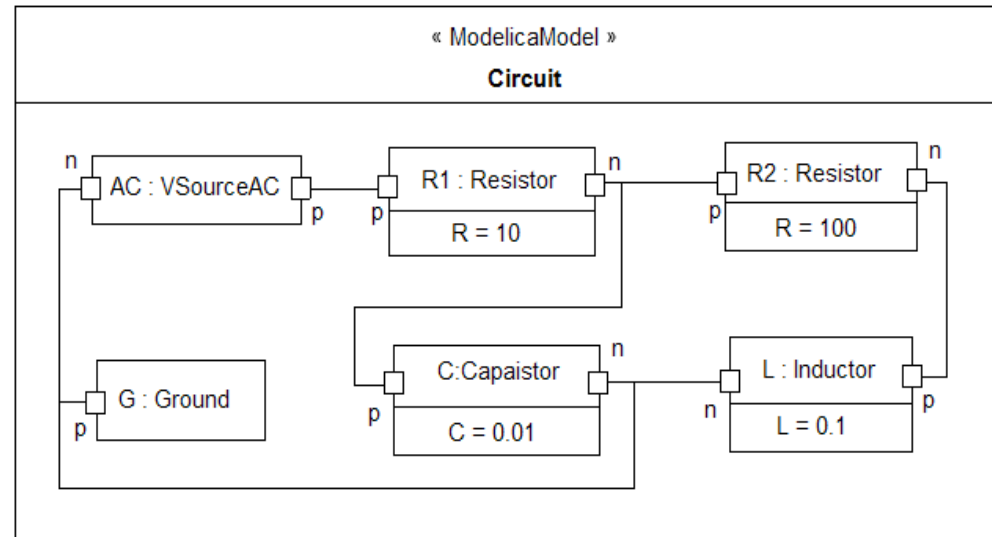 « ModelicaModel »
Circuit
n
AC : VSourceAC
p
p
R1 : Resistor
R = 10
n
p
R2 : Resistor
R = 100
n
G : Ground
p
C:Capaistor
C = 0.01
p
n
L : Inductor
L = 0.1
n
p